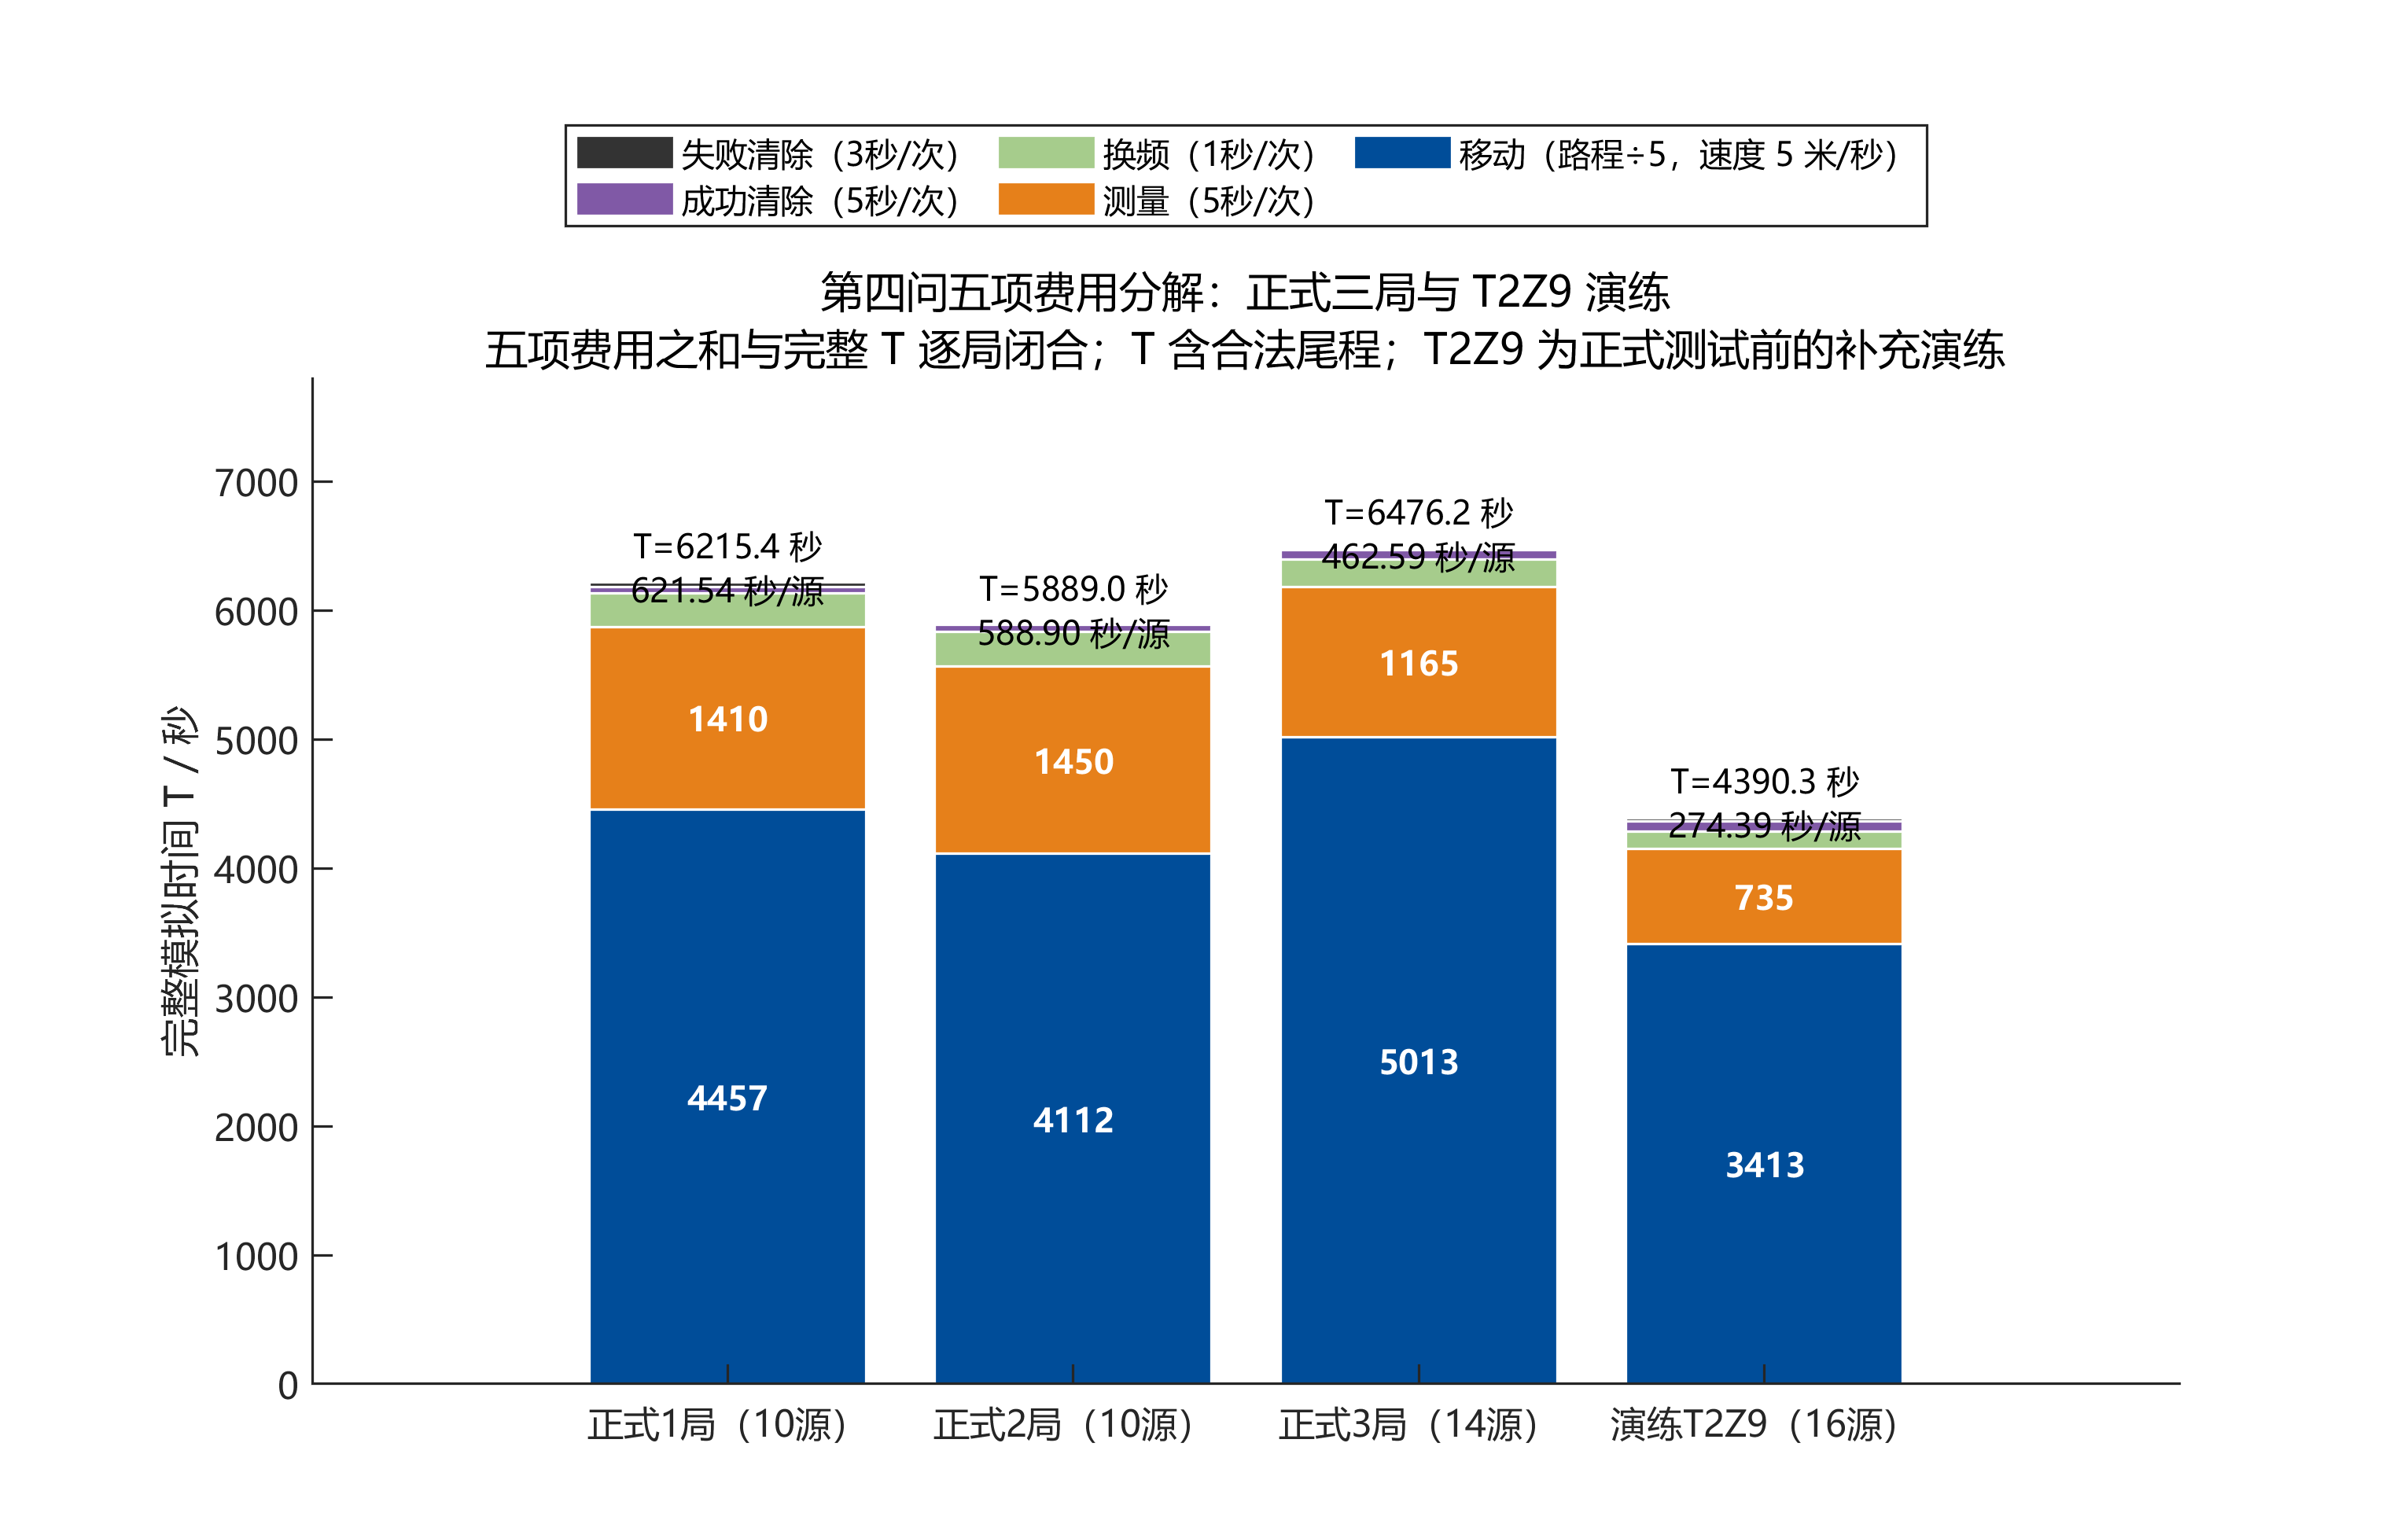 失败清除（3秒/次） 换频（1秒/次） 移动（路程÷5，速度 5 米/秒）
成功清除（5秒/次） 测量（5秒/次）
第四问五项费用分解：正式三局与 T2Z9 演练
五项费用之和与完整 T 逐局闭合；T 含合法尾程；T2Z9 为正式测试前的补充演练
完整模拟时间 T / 秒
7000
6000
5000
4000
3000
2000
1000
0
T=6215.4 秒
621.54 秒/源
1410
4457
T=5889.0 秒
588.90 秒/源
1450
4112
T=6476.2 秒
462.59 秒/源
1165
5013
T=4390.3 秒
274.39 秒/源
735
3413
正式1局（10源） 正式2局（10源） 正式3局（14源） 演练T2Z9（16源）